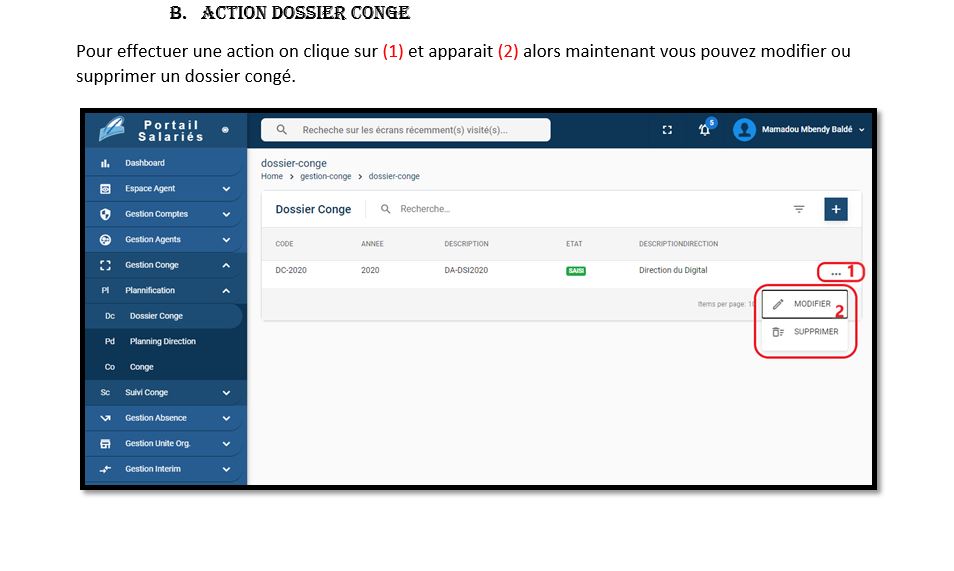 B. ACTION DOSSIER CONGE
Pour effectuer une action on clique sur (1) et apparait (2) alors maintenant vous pouvez modifier ou
supprimer un dossier congé.
Portail
Salariés
Recheche sur les écrans récemment(s) visité(s)...
5
Mamadou Mbendy Baldé
Dashboard
Espace Agent
Gestion Comptes
Gestion Agents
Gestion Conge
Pl Plannification
Dc Dossier Conge
Pd Planning Direction
Co Conge
Sc Suivi Conge
Gestion Absence
Gestion Unite Org.
Gestion Interim
dossier-conge
Home > gestion-conge > dossier-conge
Dossier Conge
Recherche...
+
CODE ANNEE DESCRIPTION ETAT DESCRIPTIONDIRECTION
DC-2020 2020 DA-DSI2020 SAISI Direction du Digital ... 1
Items per page: 10
MODIFIER
2
SUPPRIMER